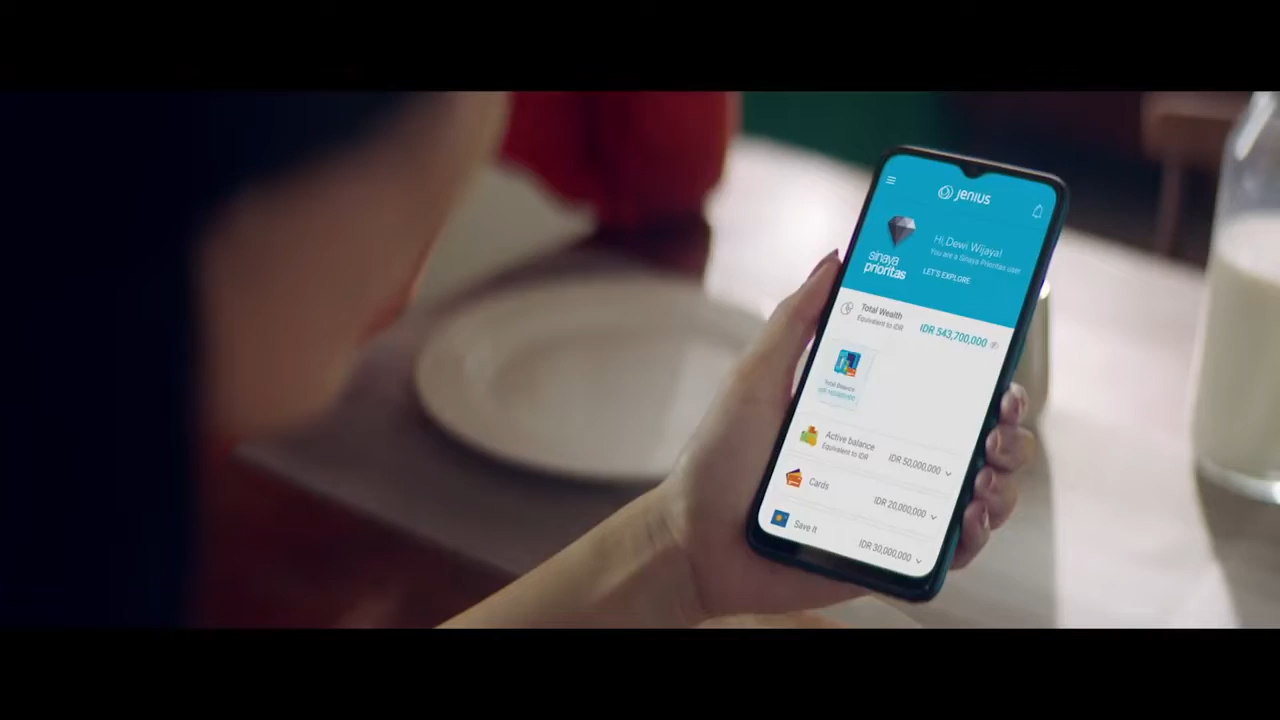 jenius
sinaya
prioritas
Hi, Dewi Wijaya!
You are a Sinaya Prioritas user
LET'S EXPLORE
Total Wealth
Equivalent to IDR
IDR 543,700,000
Total Balance
Active balance
Equivalent to IDR
IDR 50,000,000
Cards
IDR 20,000,000
Save It
IDR 30,000,000